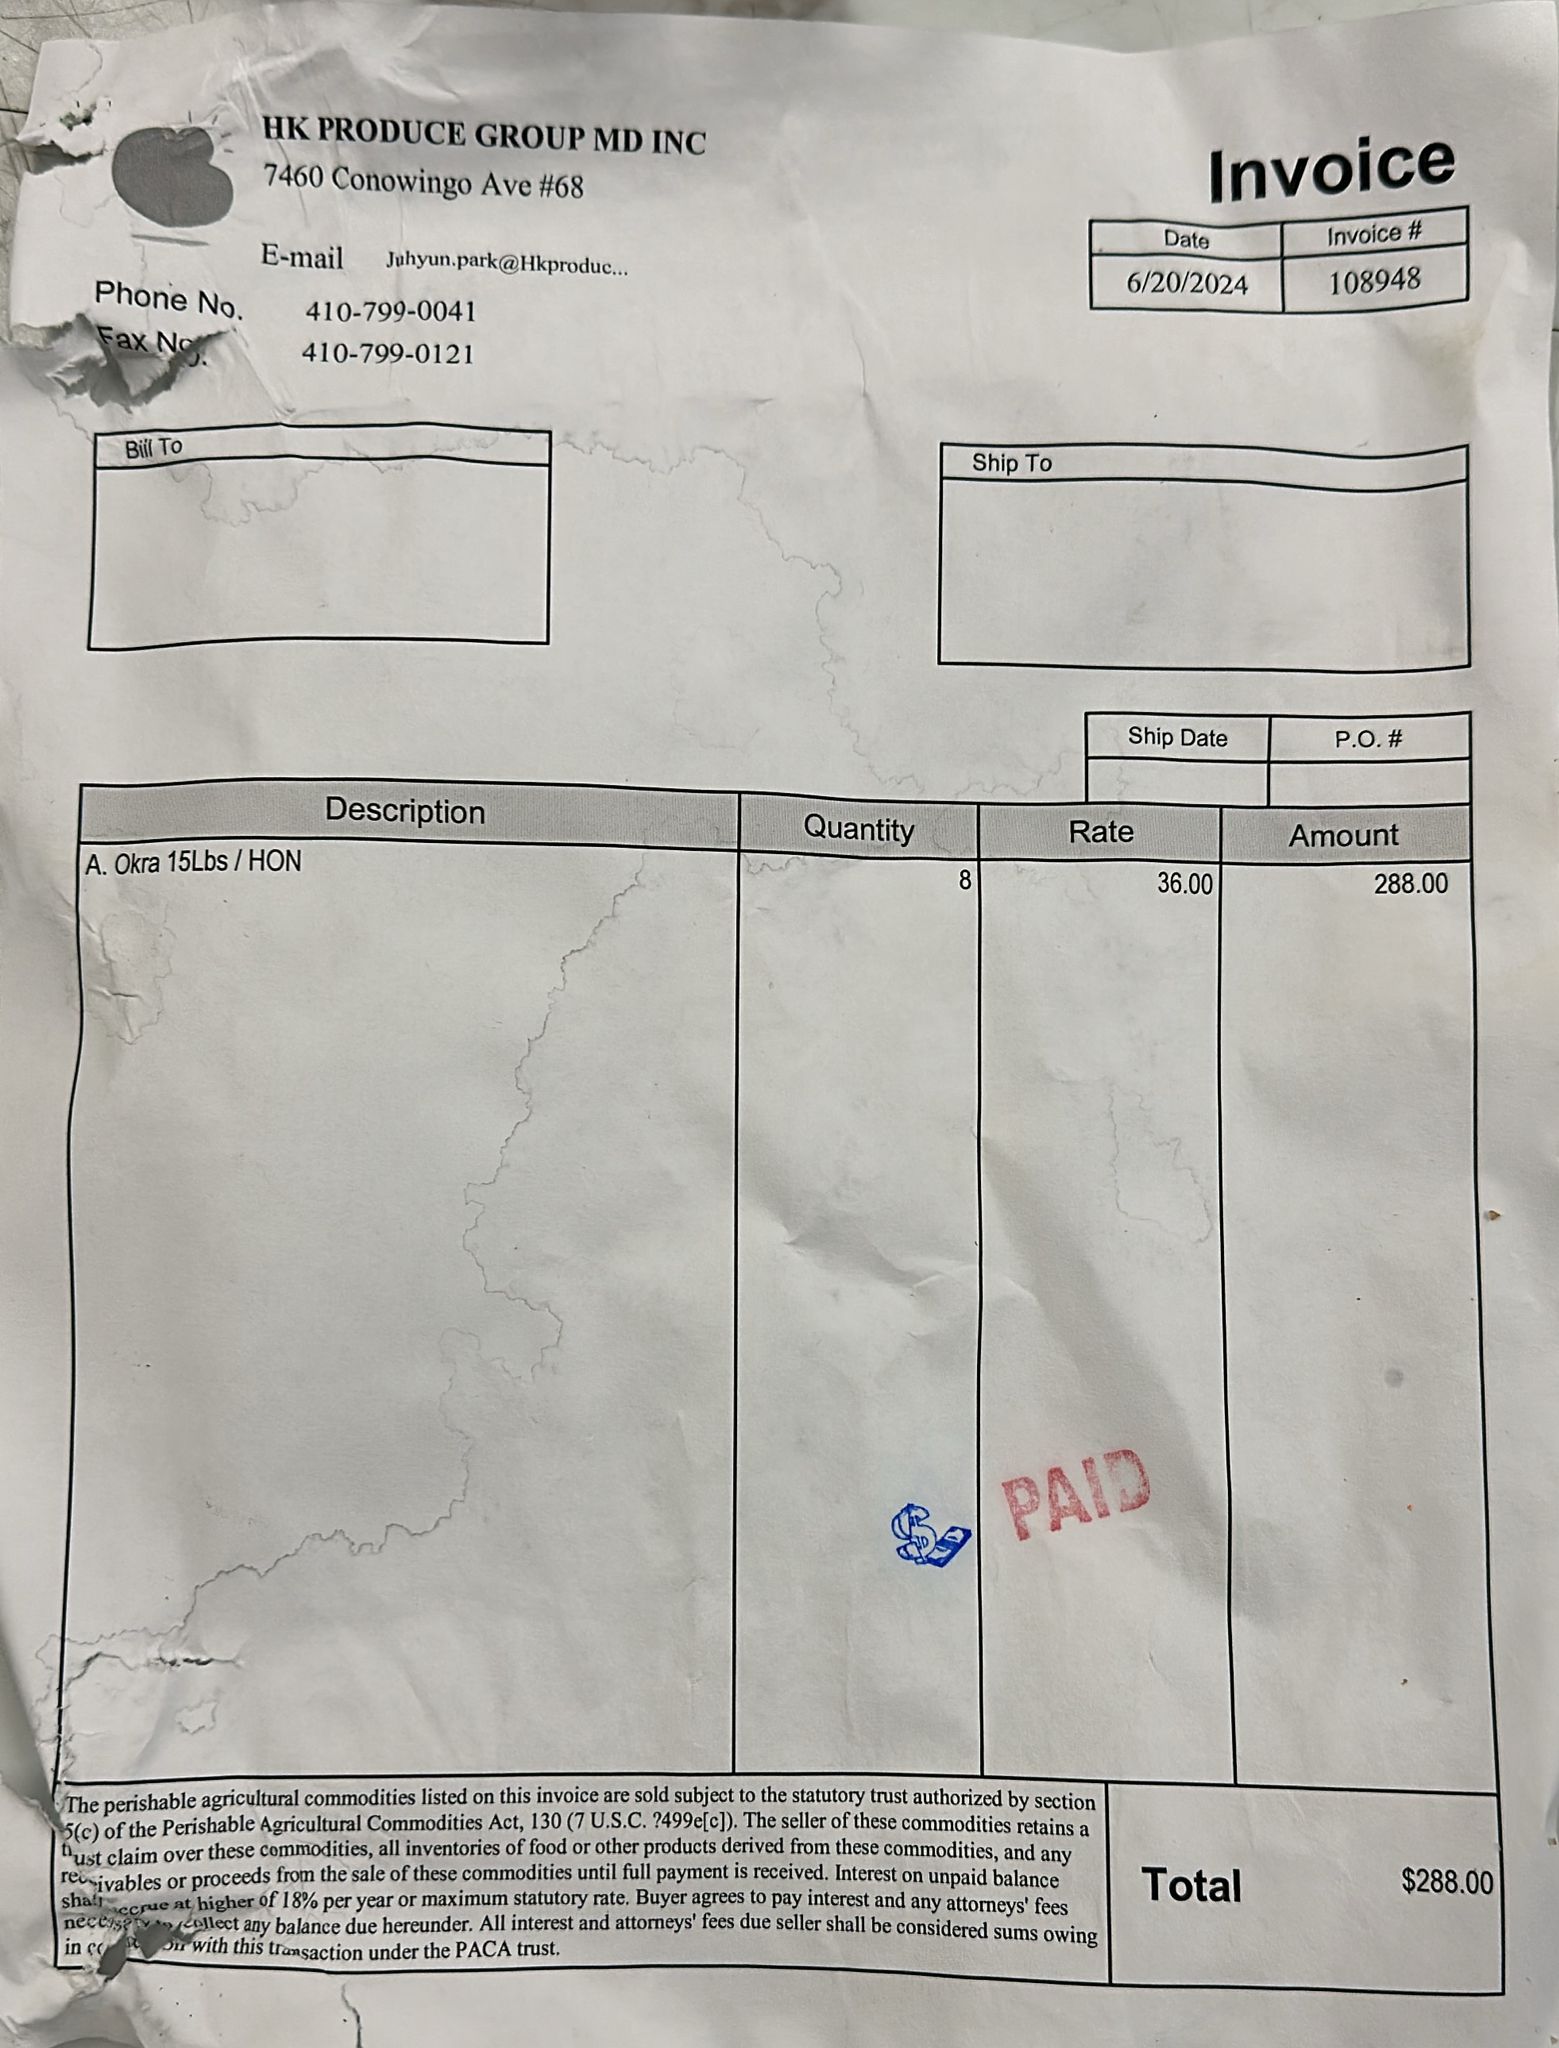 HK PRODUCE GROUP MD INC
7460 Conowingo Ave #68
E-mail Juhyun.park@Hkproduc...
Phone No. 410-799-0041
Fax No. 410-799-0121
Invoice
Date Invoice #
6/20/2024 108948
Bill To
Ship To
Ship Date P.O. #
Description Quantity Rate Amount
A. Okra 15Lbs / HON 8 36.00 288.00
PAID
The perishable agricultural commodities listed on this invoice are sold subject to the statutory trust authorized by section
5(c) of the Perishable Agricultural Commodities Act, 130 (7 U.S.C. ?499e[c]). The seller of these commodities retains a
trust claim over these commodities, all inventories of food or other products derived from these commodities, and any
receivables or proceeds from the sale of these commodities until full payment is received. Interest on unpaid balance
shall accrue at higher of 18% per year or maximum statutory rate. Buyer agrees to pay interest and any attorneys' fees
necessary to collect any balance due hereunder. All interest and attorneys' fees due seller shall be considered sums owing
in with this transaction under the PACA trust.
Total $288.00